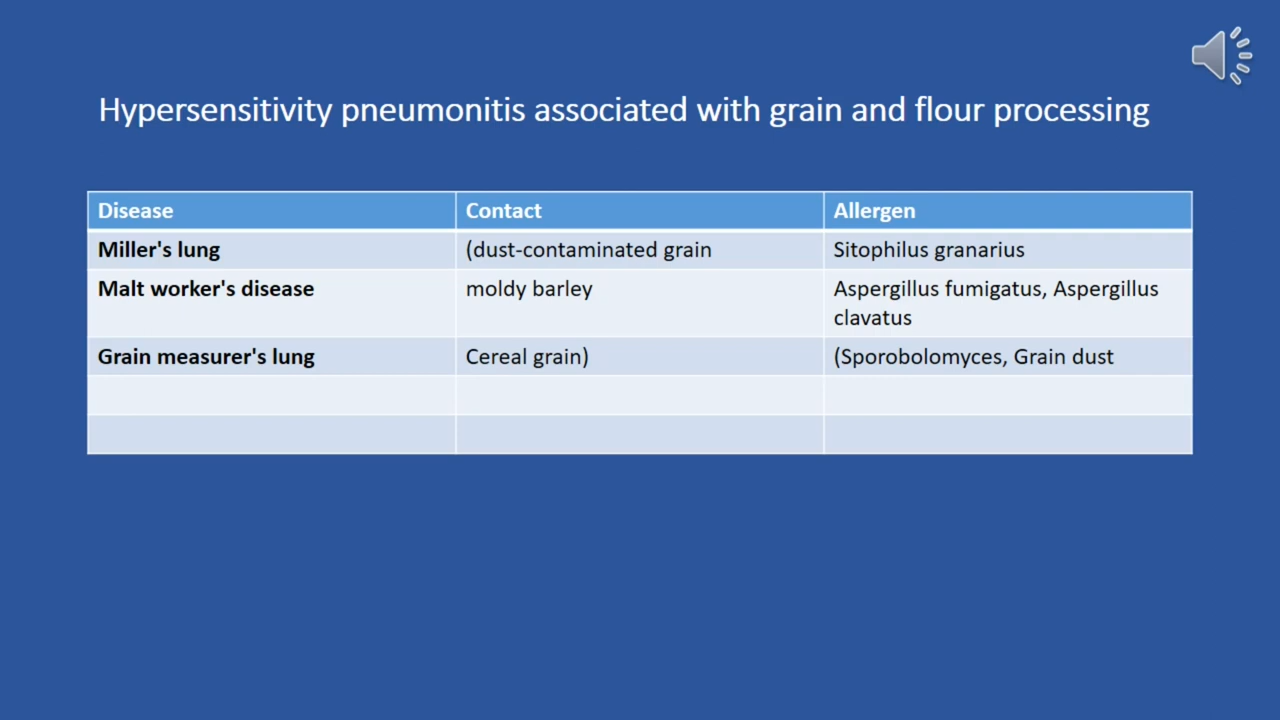 Hypersensitivity pneumonitis associated with grain and flour processing
Disease Contact Allergen
Miller's lung (dust-contaminated grain Sitophilus granarius
Malt worker's disease moldy barley Aspergillus fumigatus, Aspergillus
clavatus
Grain measurer's lung Cereal grain) (Sporobolomyces, Grain dust